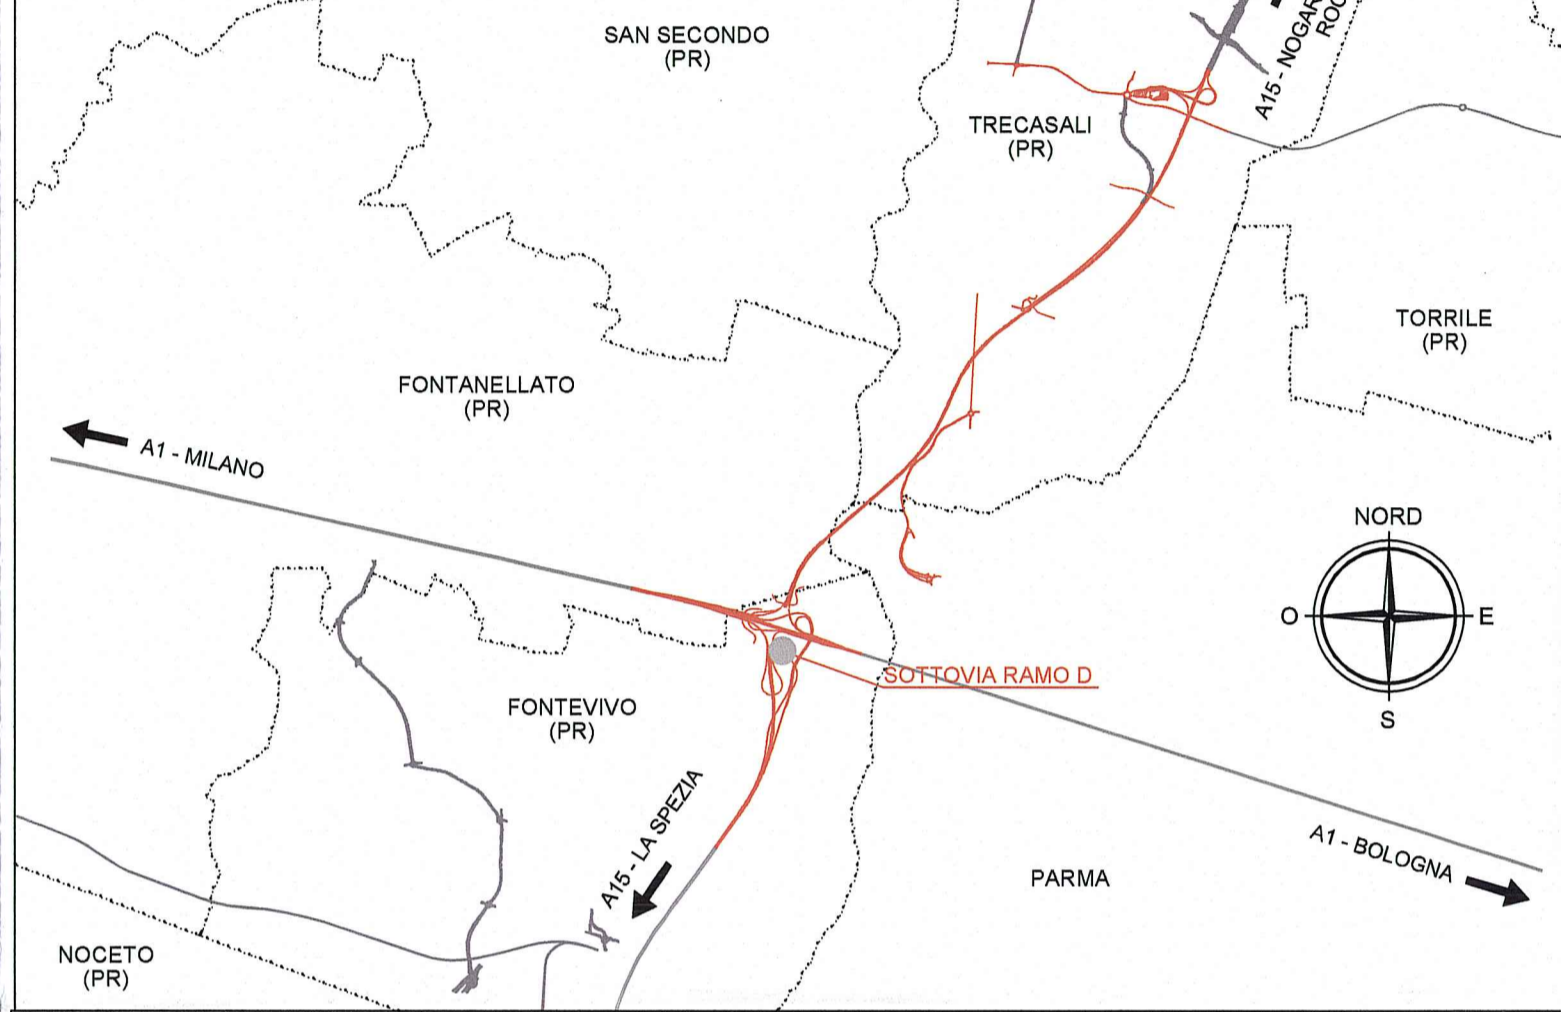 SAN SECONDO
(PR)
A15 - NOGAR
ROC
TRECASALI
(PR)
TORRILE
(PR)
FONTANELLATO
(PR)
A1 - MILANO
NORD
O
E
S
SOTTOVIA RAMO D
FONTEVIVO
(PR)
A15 - LA SPEZIA
A1 - BOLOGNA
PARMA
NOCETO
(PR)